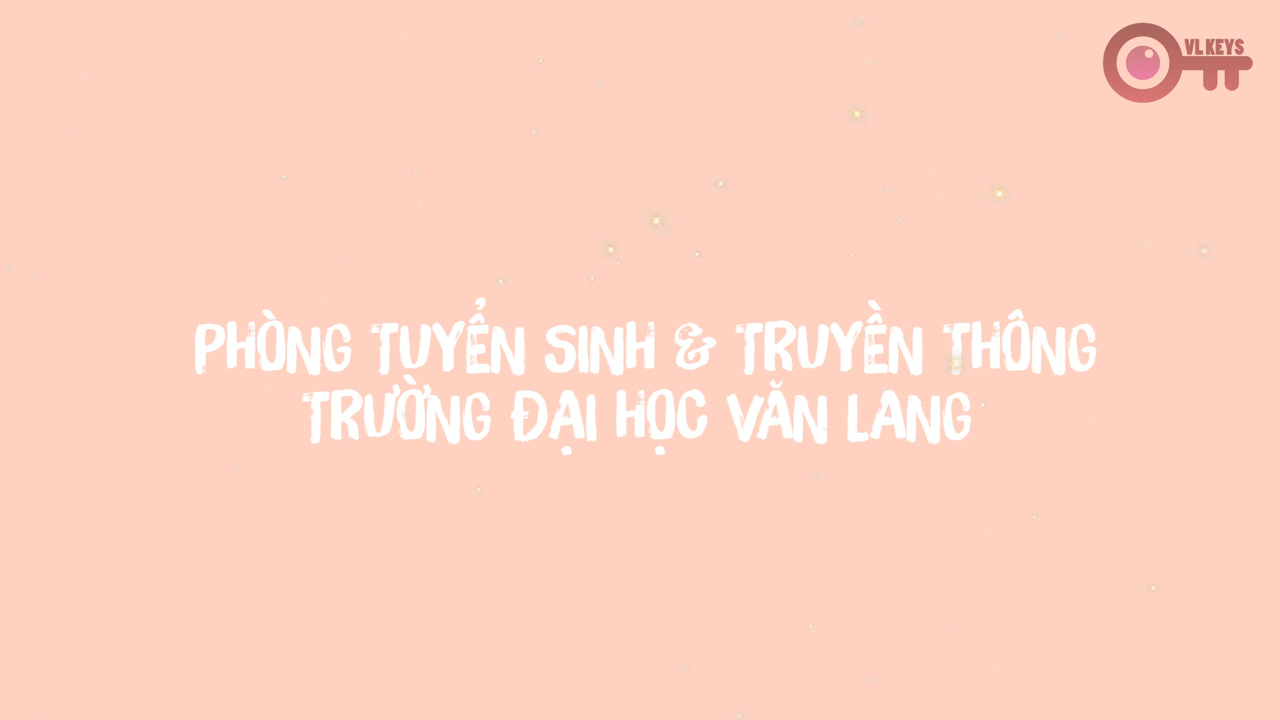 VL KEYS
PHÒNG TUYỂN SINH & TRUYỀN THÔNG
TRƯỜNG ĐẠI HỌC VĂN LANG